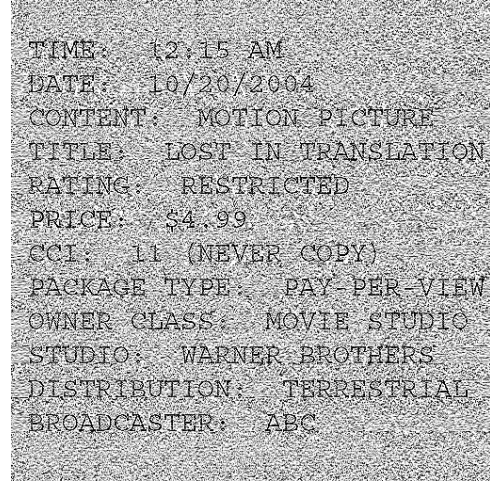 TIME: 12:15 AM
DATE: 10/20/2004
CONTENT: MOTION PICTURE
TITLE: LOST IN TRANSLATION
RATING: RESTRICTED
PRICE: $4.99
CCI: 11 (NEVER COPY)
PACKAGE TYPE: PAY-PER-VIEW
OWNER CLASS: MOVIE STUDIO
STUDIO: WARNER BROTHERS
DISTRIBUTION: TERRESTRIAL
BROADCASTER: ABC